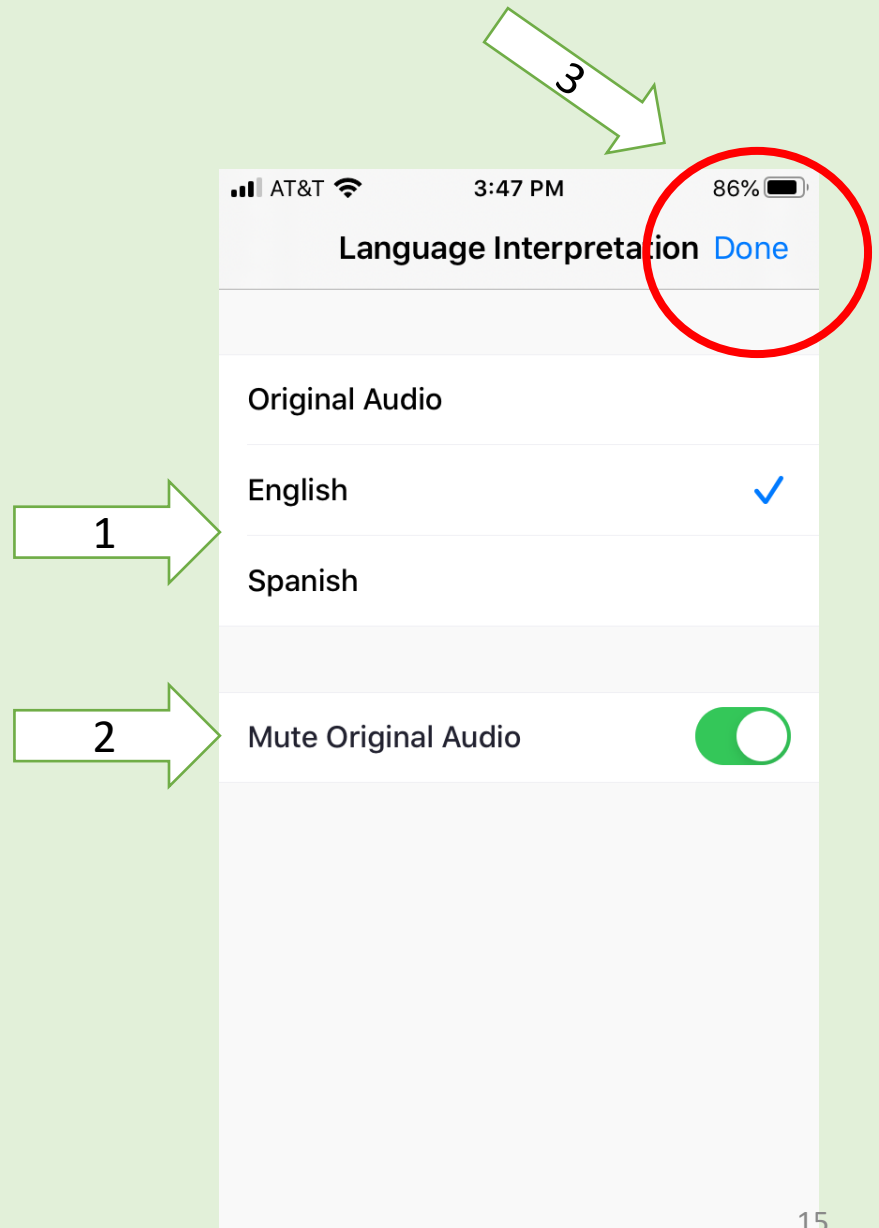 3
AT&T 3:47 PM 86%
Language Interpretation Done
Original Audio
English
1
Spanish
2 Mute Original Audio
15